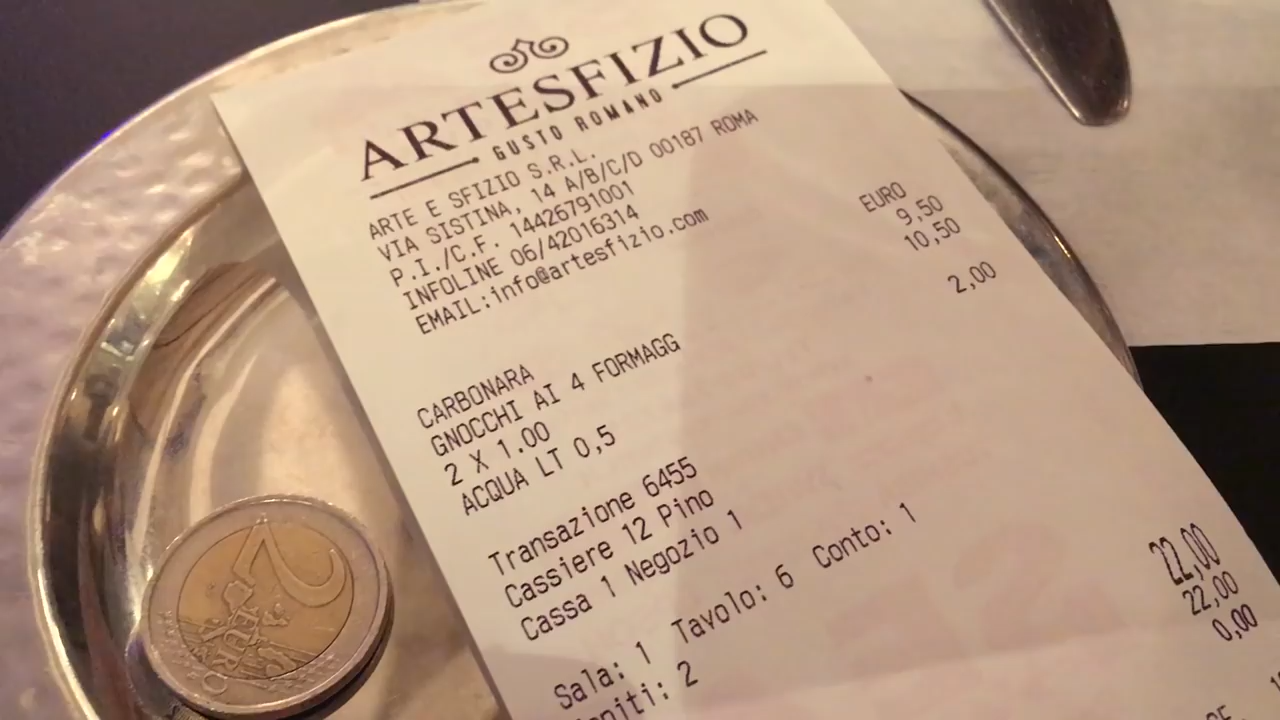 ARTESFIZIO
GUSTO ROMANO
ARTE E SFIZIO S.R.L.
VIA SISTINA, 14 A/B/C/D 00187 ROMA
P.I./C.F. 14426791001
INFOLINE 06/42016314
EMAIL:info@artesfizio.com
EURO
CARBONARA 9,50
GNOCCHI AI 4 FORMAGG 10,50
2 X 1.00
ACQUA LT 0,5 2,00
22,00
22,00
0,00
Transazione 6455
Cassiere 12 Pino
Cassa 1 Negozio 1
Sala: 1 Tavolo: 6 Conto: 1
2
2
EURO